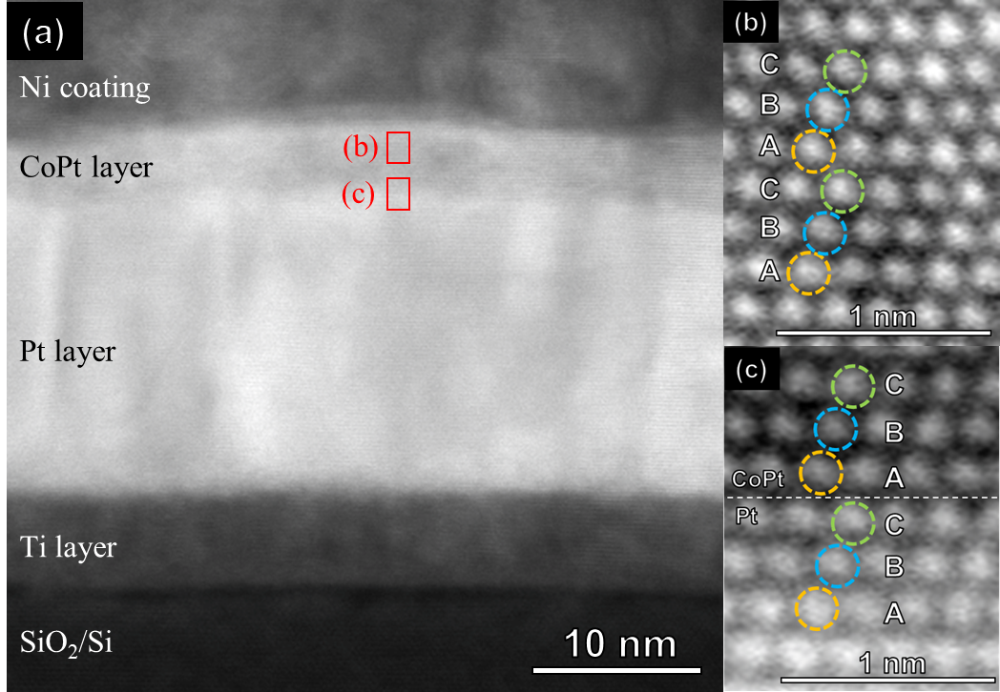 (a)
Ni coating
CoPt layer
(b)
(c)
Pt layer
Ti layer
SiO₂/Si
10 nm
(b)
C
B
A
C
B
A
1 nm
(c)
C
B
CoPt A
Pt
C
B
A
1 nm